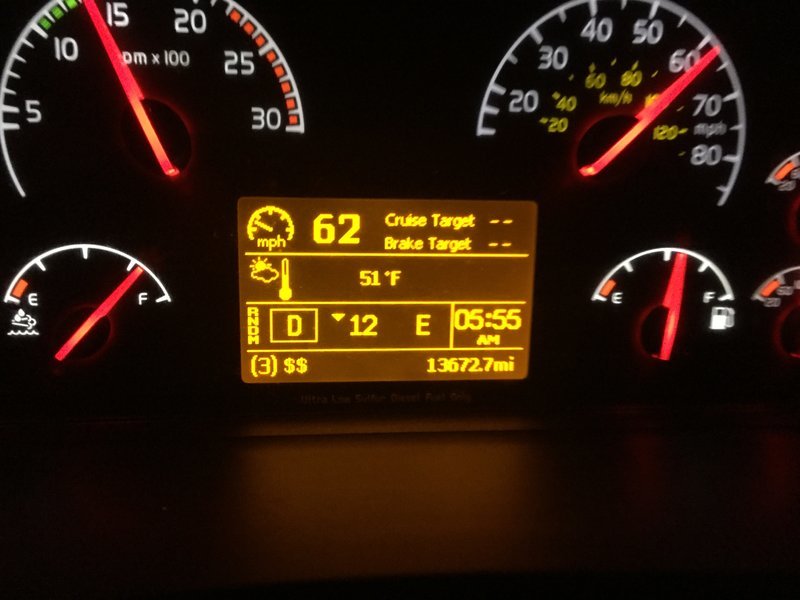 5 10 15 20 25 30
pm x 100
20 30 40 50 60 70 80
mph
20 40 60 80 120
km/h
E F
62 Cruise Target --
mph Brake Target --
51°F
R N D M
D 12 E 05:55
AM
(3) $$ 13672.7mi
E F
Ultra Low Sulfur Diesel Fuel Only